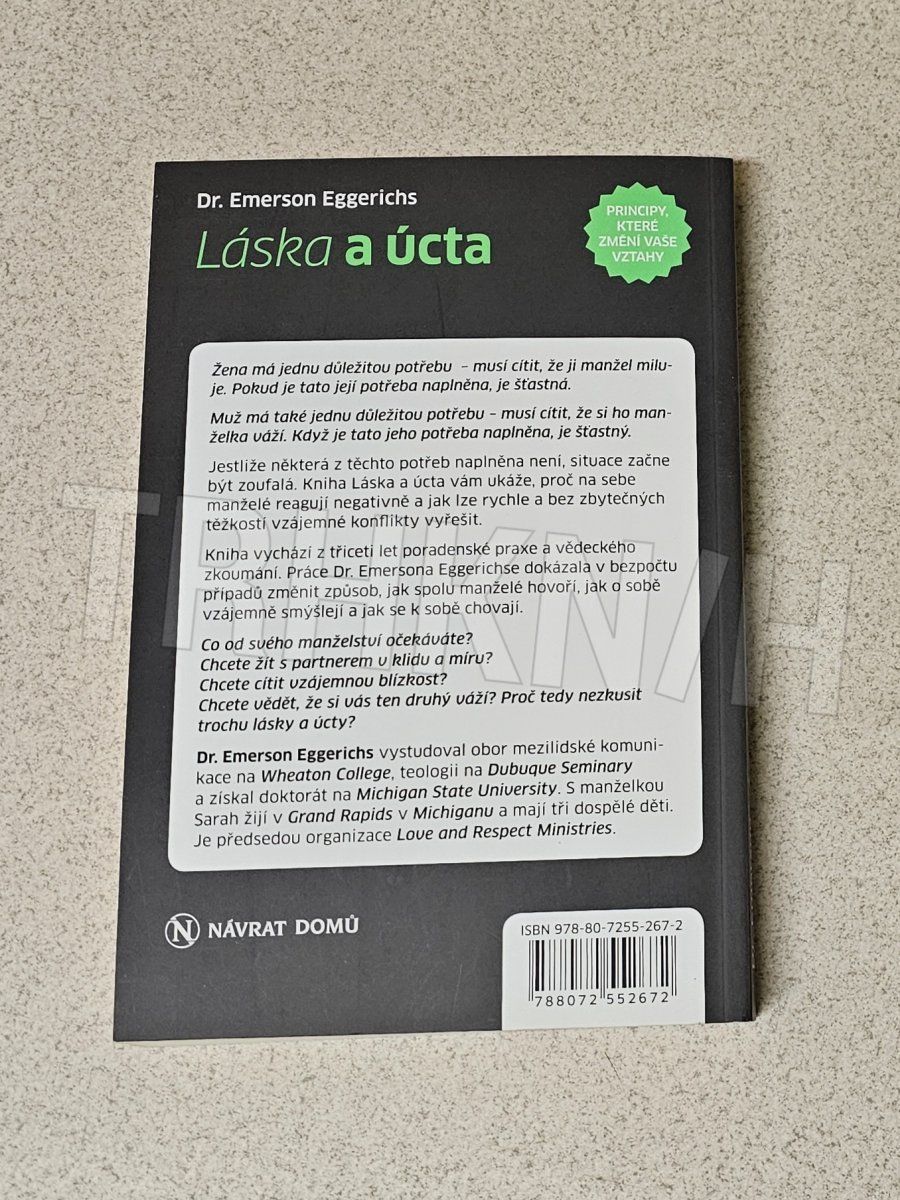 Dr. Emerson Eggerichs
Láska a úcta
PRINCIPY,
KTERÉ
ZMĚNÍ VAŠE
VZTAHY
Žena má jednu důležitou potřebu – musí cítit, že ji manžel milu-
je. Pokud je tato její potřeba naplněna, je šťastná.
Muž má také jednu důležitou potřebu – musí cítit, že si ho man-
želka váží. Když je tato jeho potřeba naplněna, je šťastný.
Jestliže některá z těchto potřeb naplněna není, situace začne
být zoufalá. Kniha Láska a úcta vám ukáže, proč na sebe
manželé reagují negativně a jak lze rychle a bez zbytečných
těžkostí vzájemné konflikty vyřešit.
Kniha vychází z třiceti let poradenské praxe a vědeckého
zkoumání. Práce Dr. Emersona Eggerichse dokázala v bezpočtu
případů změnit způsob, jak spolu manželé hovoří, jak o sobě
vzájemně smýšlejí a jak se k sobě chovají.
Co od svého manželství očekáváte?
Chcete žít s partnerem v klidu a míru?
Chcete cítit vzájemnou blízkost?
Chcete vědět, že si vás ten druhý váží? Proč tedy nezkusit
trochu lásky a úcty?
Dr. Emerson Eggerichs vystudoval obor mezilidské komuni-
kace na Wheaton College, teologii na Dubuque Seminary
a získal doktorát na Michigan State University. S manželkou
Sarah žijí v Grand Rapids v Michiganu a mají tři dospělé děti.
Je předsedou organizace Love and Respect Ministries.
N NÁVRAT DOMŮ
ISBN 978-80-7255-267-2
788072 552672
TRHKNIH